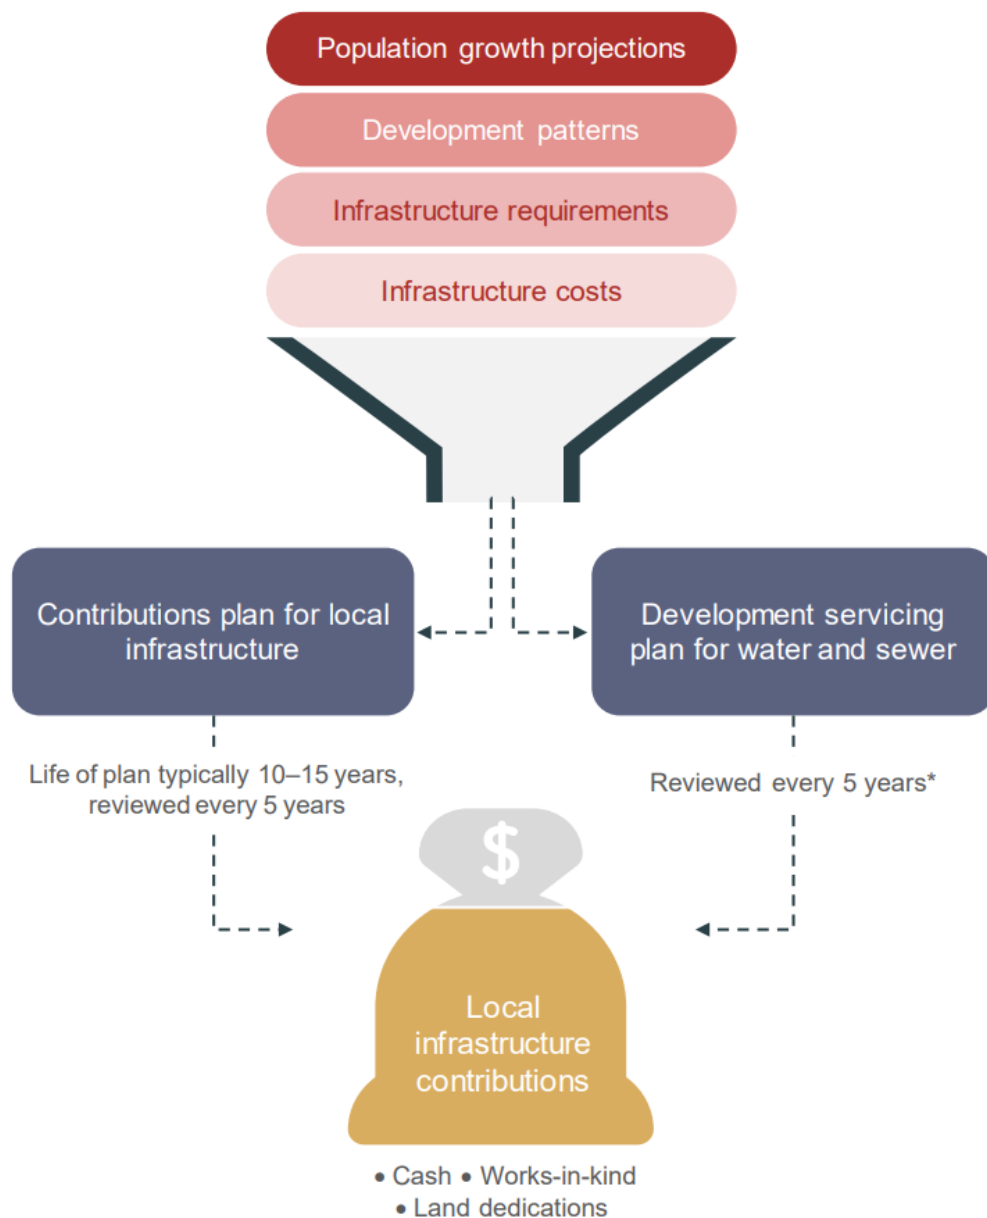 Population growth projections
Development patterns
Infrastructure requirements
Infrastructure costs
Contributions plan for local
infrastructure
Development servicing
plan for water and sewer
Life of plan typically 10–15 years,
reviewed every 5 years
Reviewed every 5 years*
$
Local
infrastructure
contributions
• Cash • Works-in-kind
• Land dedications